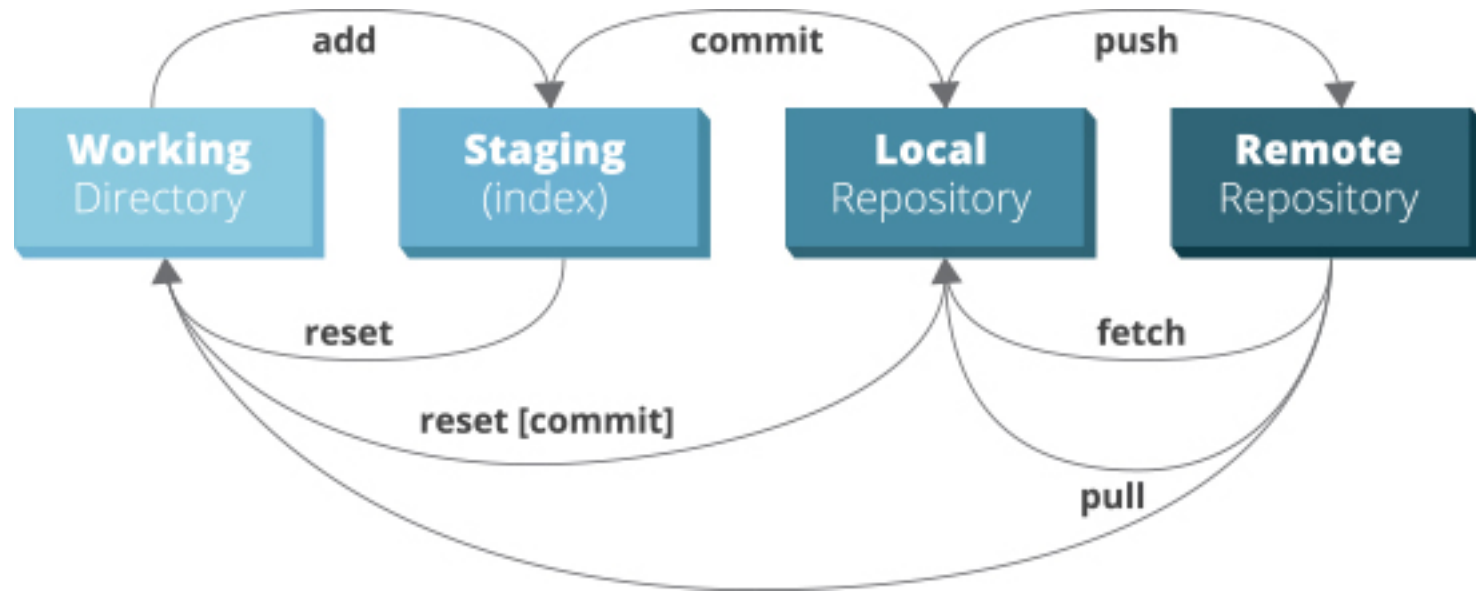 add
commit
push
Working
Directory
Staging
(index)
Local
Repository
Remote
Repository
reset
fetch
reset [commit]
pull